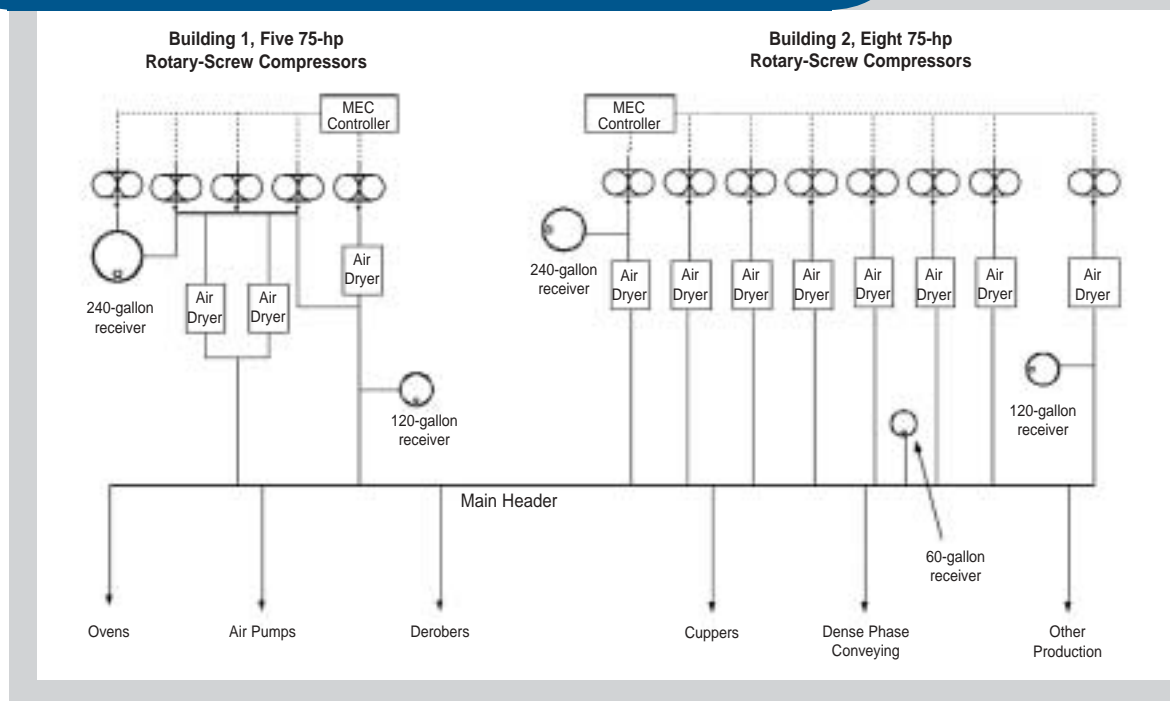 Building 1, Five 75-hp
Rotary-Screw Compressors
MEC
Controller
240-gallon
receiver
Air
Dryer
Air
Dryer
Air
Dryer
120-gallon
receiver
Building 2, Eight 75-hp
Rotary-Screw Compressors
MEC
Controller
240-gallon
receiver
Air
Dryer
Air
Dryer
Air
Dryer
Air
Dryer
Air
Dryer
Air
Dryer
Air
Dryer
Air
Dryer
120-gallon
receiver
Main Header
60-gallon
receiver
Ovens
Air Pumps
Derobers
Cuppers
Dense Phase
Conveying
Other
Production